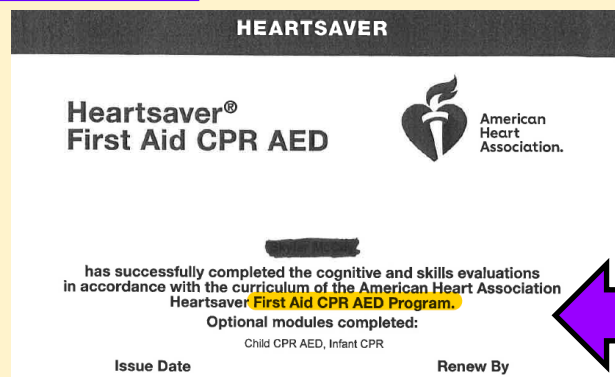 HEARTSAVER
Heartsaver®
First Aid CPR AED
American
Heart
Association.
has successfully completed the cognitive and skills evaluations
in accordance with the curriculum of the American Heart Association
Heartsaver First Aid CPR AED Program.
Optional modules completed:
Child CPR AED, Infant CPR
Issue Date Renew By